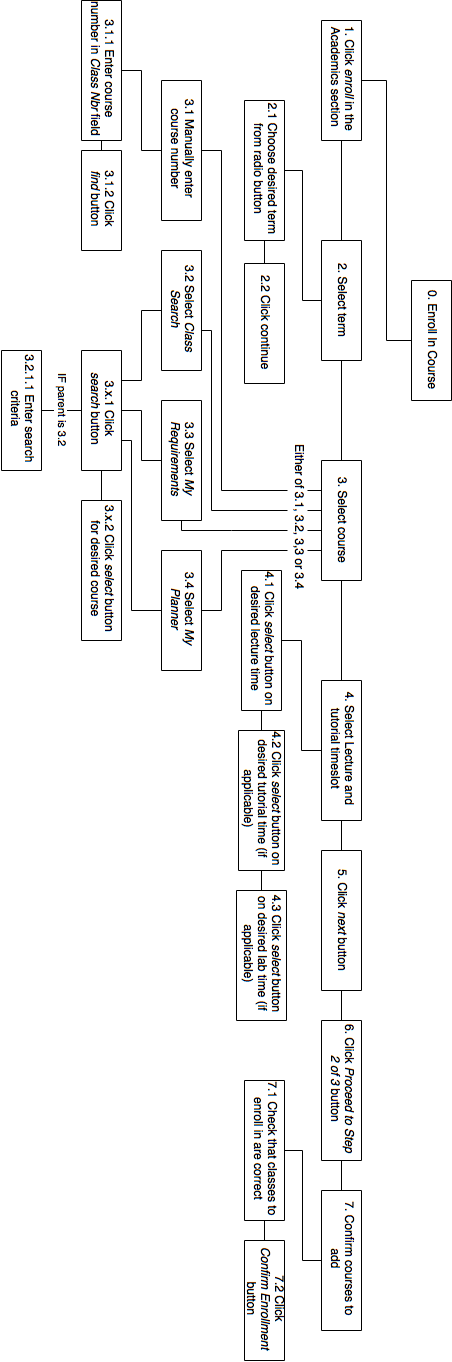 0. Enroll In Course
1. Click enroll in the
Academics section
2. Select term
3. Select course
4. Select Lecture and
tutorial timeslot
5. Click next button
6. Click Proceed to Step
2 of 3 button
7. Confirm courses to
add
2.1 Choose desired term
from radio button
2.2 Click continue
Either of 3.1, 3.2, 3,3 or 3.4
4.1 Click select button on
desired lecture time
4.2 Click select button on
desired tutorial time (if
applicable)
4.3 Click select button
on desired lab time (if
applicable)
7.1 Check that classes to
enroll in are correct
7.2 Click
Confirm Enrollment
button
3.1 Manually enter
course number
3.2 Select Class
Search
3.3 Select My
Requirements
3.4 Select My
Planner
3.1.1 Enter course
number in Class Nbr field
3.1.2 Click
find button
3.x.1 Click
search button
3.x.2 Click select button
for desired course
IF parent is 3.2
3.2.1.1 Enter search
criteria